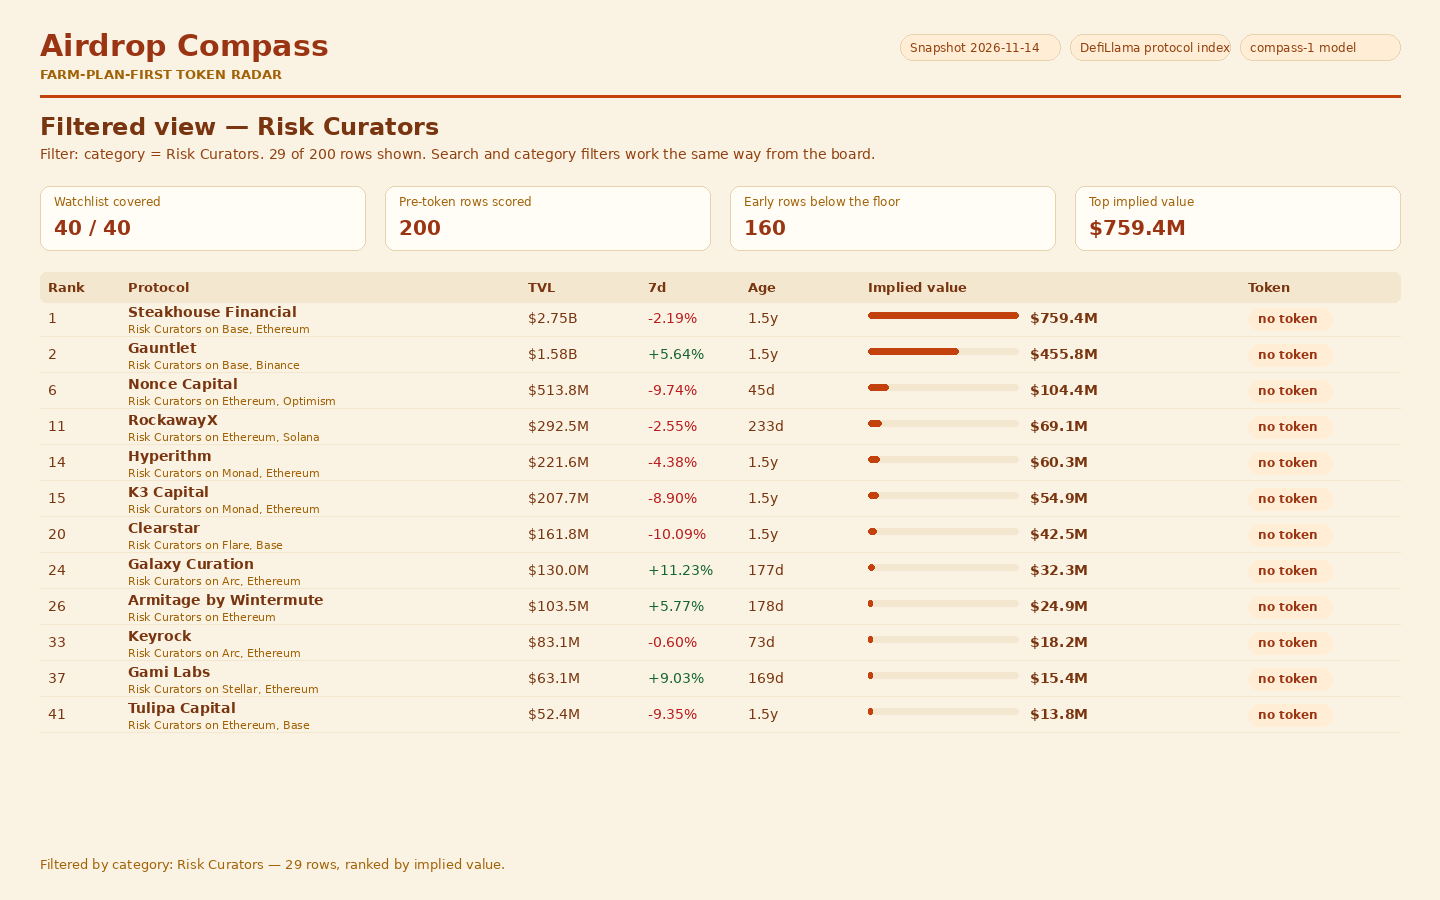 Airdrop Compass
FARM-PLAN-FIRST TOKEN RADAR
Snapshot 2026-11-14
DefiLlama protocol index
compass-1 model
Filtered view — Risk Curators
Filter: category = Risk Curators. 29 of 200 rows shown. Search and category filters work the same way from the board.
Watchlist covered
40 / 40
Pre-token rows scored
200
Early rows below the floor
160
Top implied value
$759.4M
Rank Protocol TVL 7d Age Implied value Token
1 Steakhouse Financial $2.75B -2.19% 1.5y $759.4M no token
Risk Curators on Base, Ethereum
2 Gauntlet $1.58B +5.64% 1.5y $455.8M no token
Risk Curators on Base, Binance
6 Nonce Capital $513.8M -9.74% 45d $104.4M no token
Risk Curators on Ethereum, Optimism
11 RockawayX $292.5M -2.55% 233d $69.1M no token
Risk Curators on Ethereum, Solana
14 Hyperithm $221.6M -4.38% 1.5y $60.3M no token
Risk Curators on Monad, Ethereum
15 K3 Capital $207.7M -8.90% 1.5y $54.9M no token
Risk Curators on Monad, Ethereum
20 Clearstar $161.8M -10.09% 1.5y $42.5M no token
Risk Curators on Flare, Base
24 Galaxy Curation $130.0M +11.23% 177d $32.3M no token
Risk Curators on Arc, Ethereum
26 Armitage by Wintermute $103.5M +5.77% 178d $24.9M no token
Risk Curators on Ethereum
33 Keyrock $83.1M -0.60% 73d $18.2M no token
Risk Curators on Arc, Ethereum
37 Gami Labs $63.1M +9.03% 169d $15.4M no token
Risk Curators on Stellar, Ethereum
41 Tulipa Capital $52.4M -9.35% 1.5y $13.8M no token
Risk Curators on Ethereum, Base
Filtered by category: Risk Curators — 29 rows, ranked by implied value.